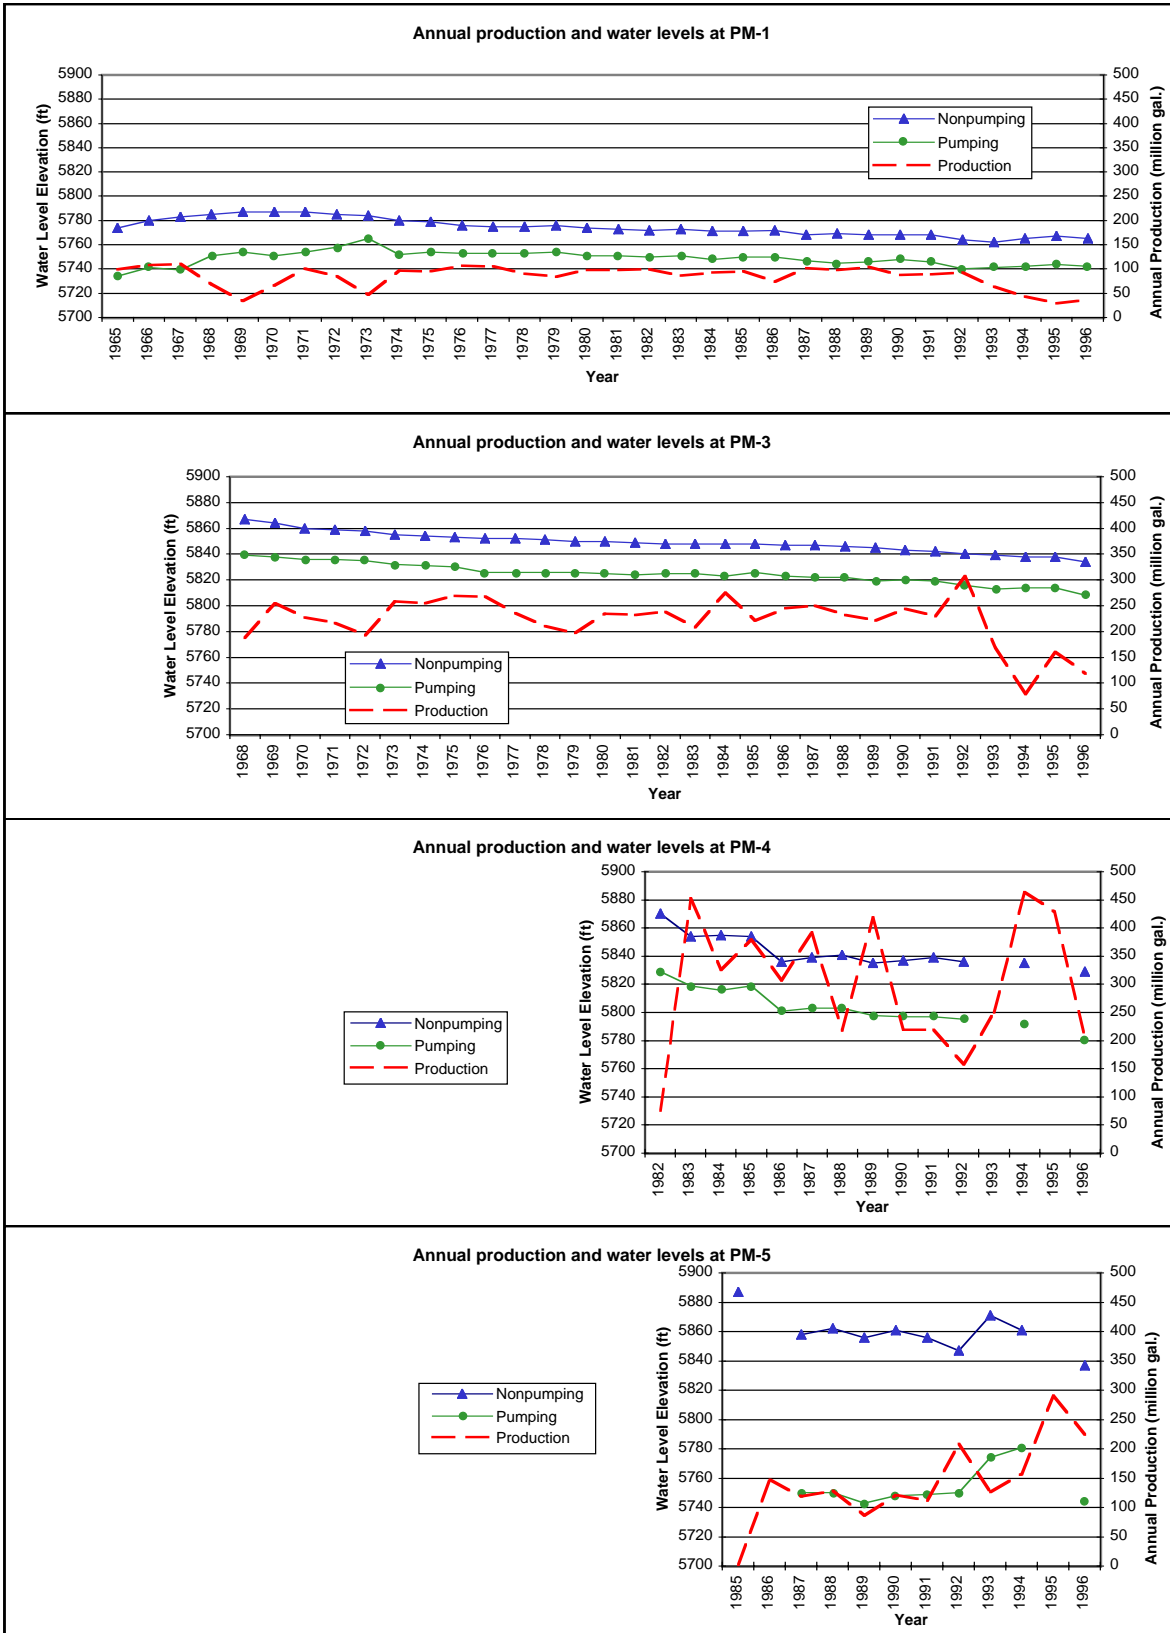 Annual production and water levels at PM-1
Water Level Elevation (ft)
5900
5880
5860
5840
5820
5800
5780
5760
5740
5720
5700
500
450
400
350
300
250
200
150
100
50
0
Annual Production (million gal.)
Nonpumping
Pumping
Production
1965 1966 1967 1968 1969 1970 1971 1972 1973 1974 1975 1976 1977 1978 1979 1980 1981 1982 1983 1984 1985 1986 1987 1988 1989 1990 1991 1992 1993 1994 1995 1996
Year
Annual production and water levels at PM-3
Water Level Elevation (ft)
5900
5880
5860
5840
5820
5800
5780
5760
5740
5720
5700
500
450
400
350
300
250
200
150
100
50
0
Annual Production (million gal.)
Nonpumping
Pumping
Production
1968 1969 1970 1971 1972 1973 1974 1975 1976 1977 1978 1979 1980 1981 1982 1983 1984 1985 1986 1987 1988 1989 1990 1991 1992 1993 1994 1995 1996
Year
Annual production and water levels at PM-4
Water Level Elevation (ft)
5900
5880
5860
5840
5820
5800
5780
5760
5740
5720
5700
500
450
400
350
300
250
200
150
100
50
0
Annual Production (million gal.)
Nonpumping
Pumping
Production
1982 1983 1984 1985 1986 1987 1988 1989 1990 1991 1992 1993 1994 1995 1996
Year
Annual production and water levels at PM-5
Water Level Elevation (ft)
5900
5880
5860
5840
5820
5800
5780
5760
5740
5720
5700
500
450
400
350
300
250
200
150
100
50
0
Annual Production (million gal.)
Nonpumping
Pumping
Production
1985 1986 1987 1988 1989 1990 1991 1992 1993 1994 1995 1996
Year